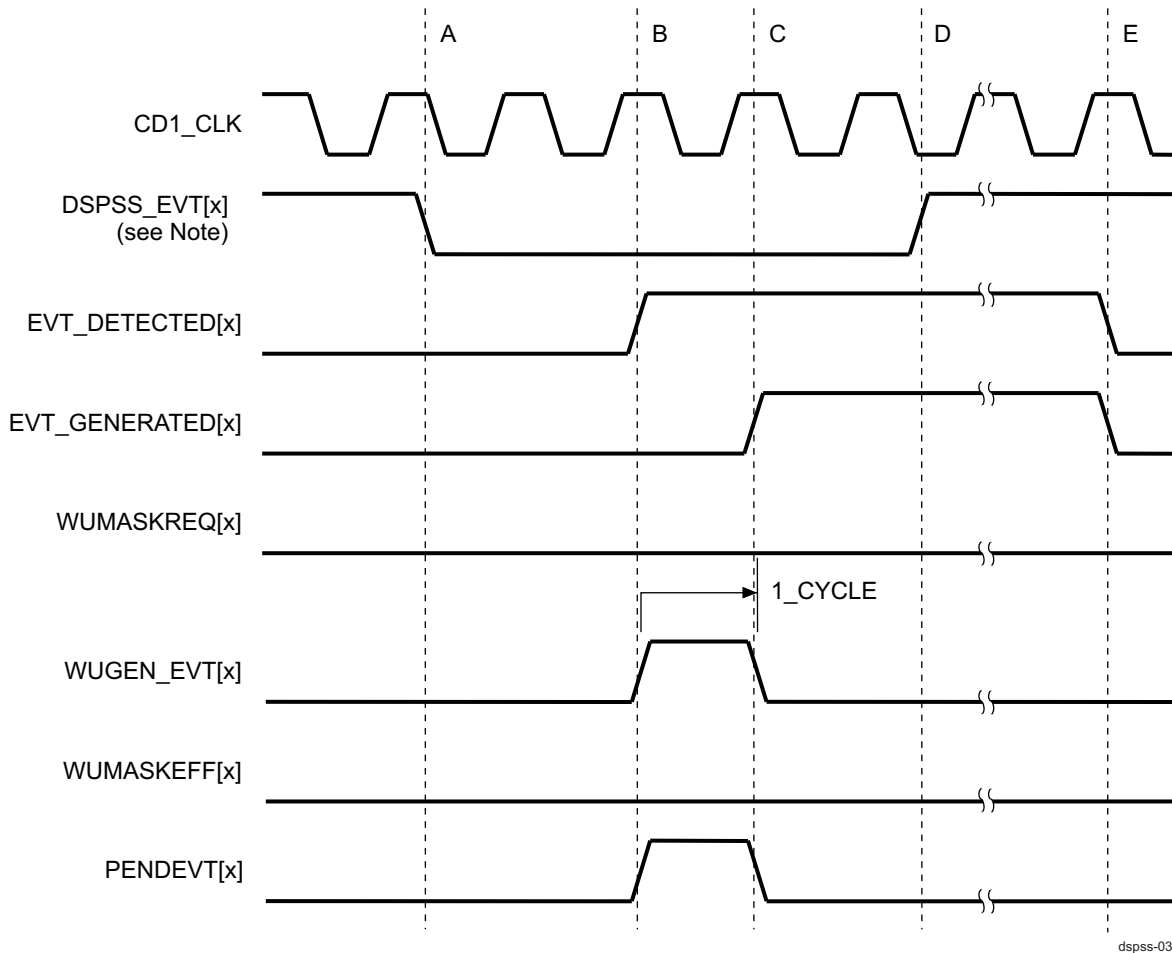 A B C D E
CD1_CLK
DSPSS_EVT[x]
(see Note)
EVT_DETECTED[x]
EVT_GENERATED[x]
WUMASKREQ[x]
1_CYCLE
WUGEN_EVT[x]
WUMASKEFF[x]
PENDEVT[x]
dspss-03